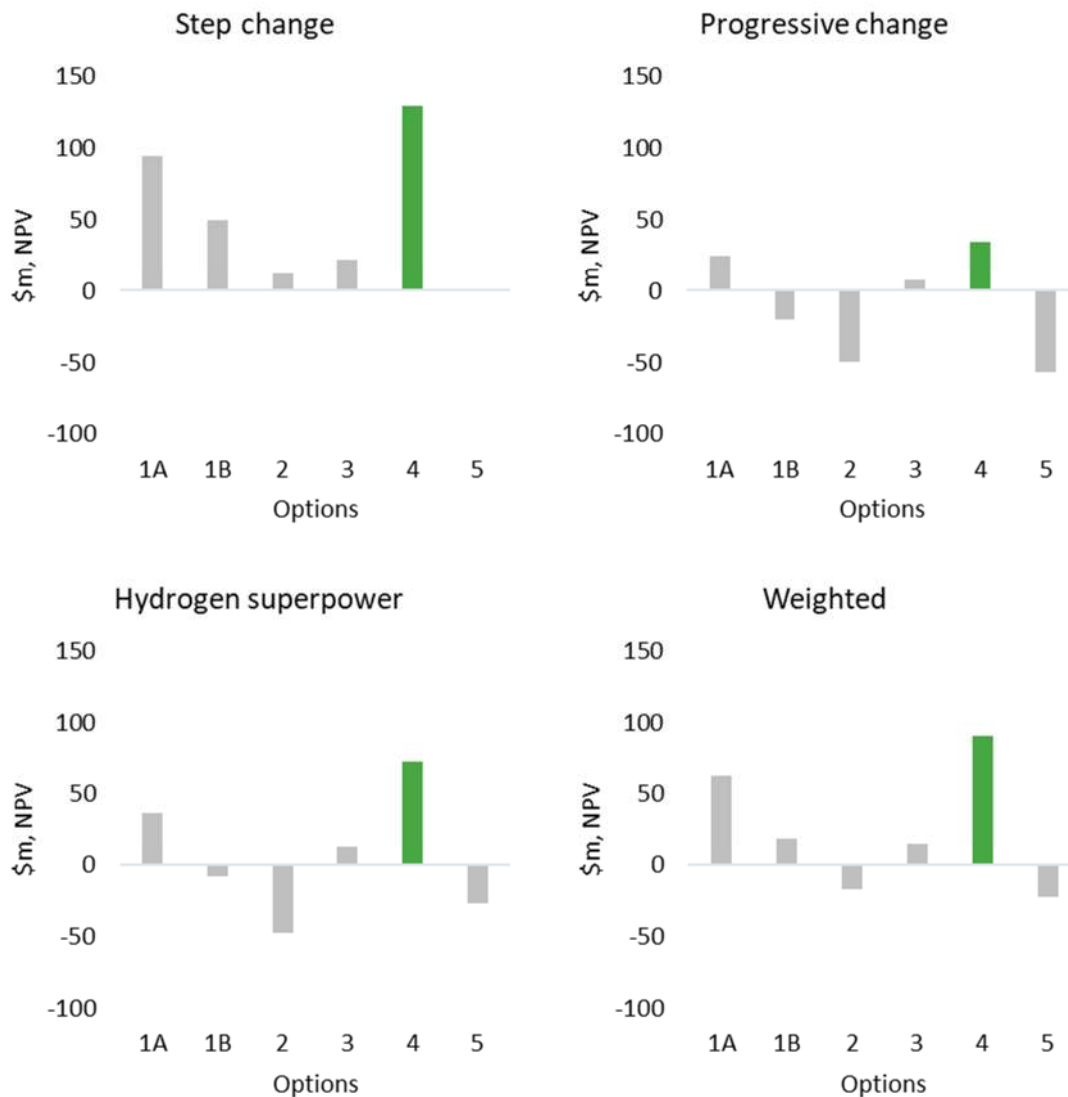 Step change
150
100
50
0
-50
-100
$m, NPV
1A 1B 2 3 4 5
Options
Progressive change
150
100
50
0
-50
-100
$m, NPV
1A 1B 2 3 4 5
Options
Hydrogen superpower
150
100
50
0
-50
-100
$m, NPV
1A 1B 2 3 4 5
Options
Weighted
150
100
50
0
-50
-100
$m, NPV
1A 1B 2 3 4 5
Options